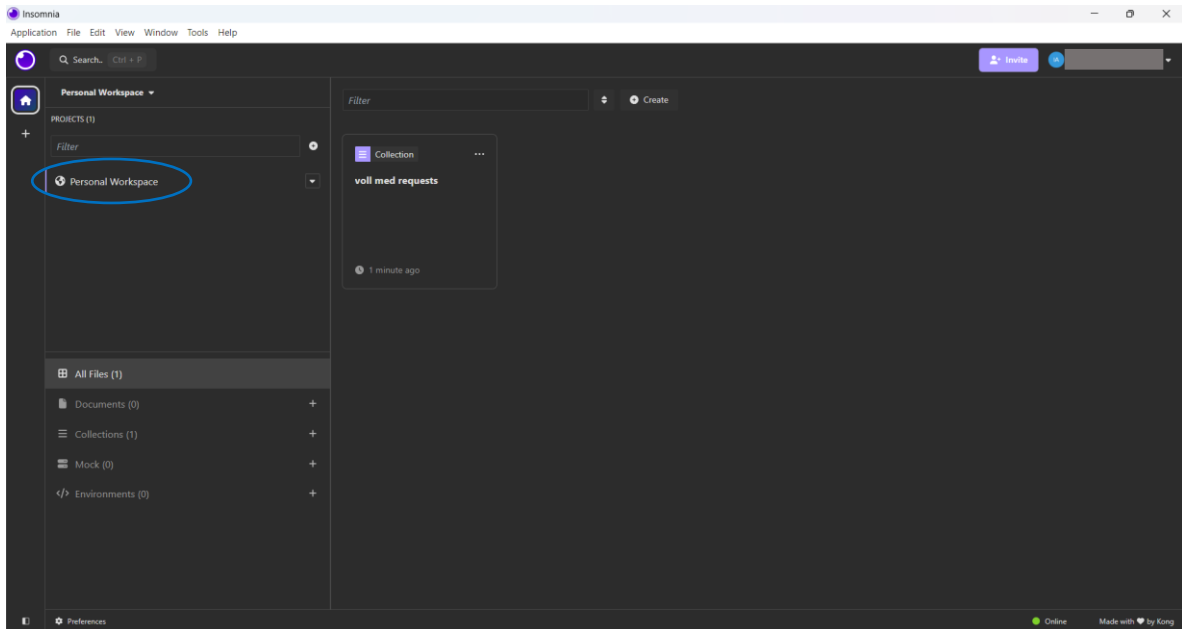 Insomnia
Application File Edit View Window Tools Help
Search.. Ctrl + P
Invite
Personal Workspace
PROJECTS (1)
Filter
Personal Workspace
Filter
Create
Collection
voll med requests
1 minute ago
All Files (1)
Documents (0)
Collections (1)
Mock (0)
Environments (0)
Preferences
Online
Made with ♥ by Kong